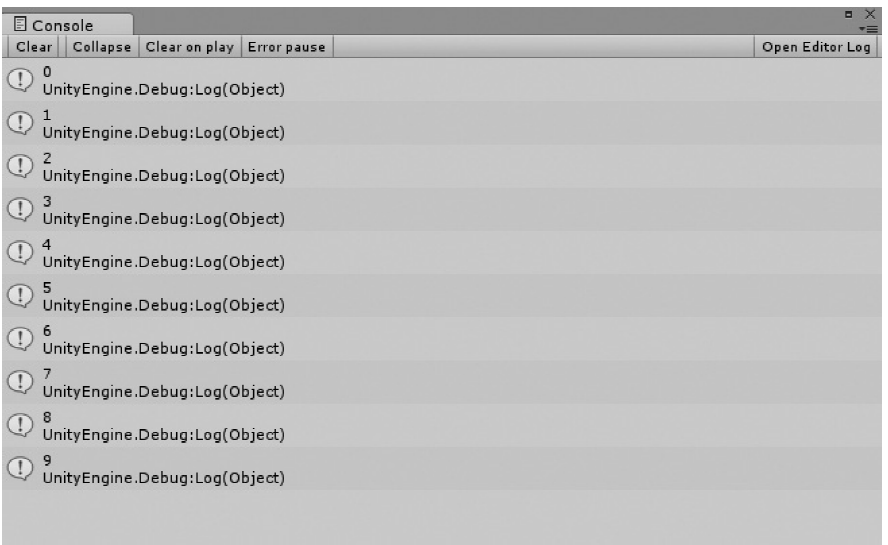 Console
Clear Collapse Clear on play Error pause Open Editor Log
0
UnityEngine.Debug:Log(Object)
1
UnityEngine.Debug:Log(Object)
2
UnityEngine.Debug:Log(Object)
3
UnityEngine.Debug:Log(Object)
4
UnityEngine.Debug:Log(Object)
5
UnityEngine.Debug:Log(Object)
6
UnityEngine.Debug:Log(Object)
7
UnityEngine.Debug:Log(Object)
8
UnityEngine.Debug:Log(Object)
9
UnityEngine.Debug:Log(Object)